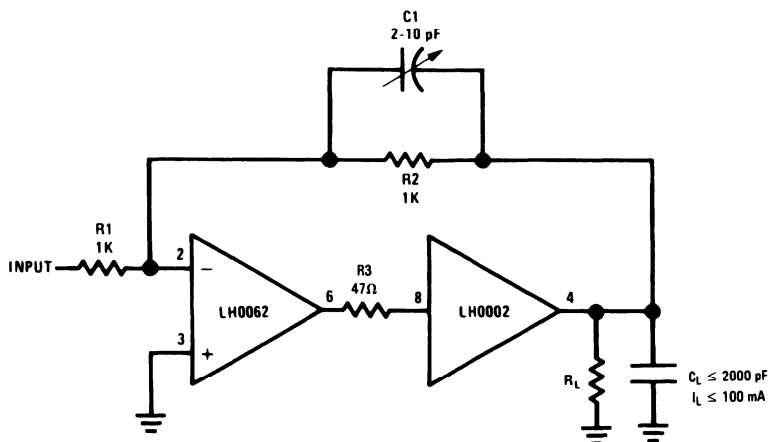 C1
2-10 pF
R2
1K
R1
1K
INPUT
2
−
LH0062
3
+
6
R3
47Ω
8
LH0002
4
RL
CL ≤ 2000 pF
IL ≤ 100 mA